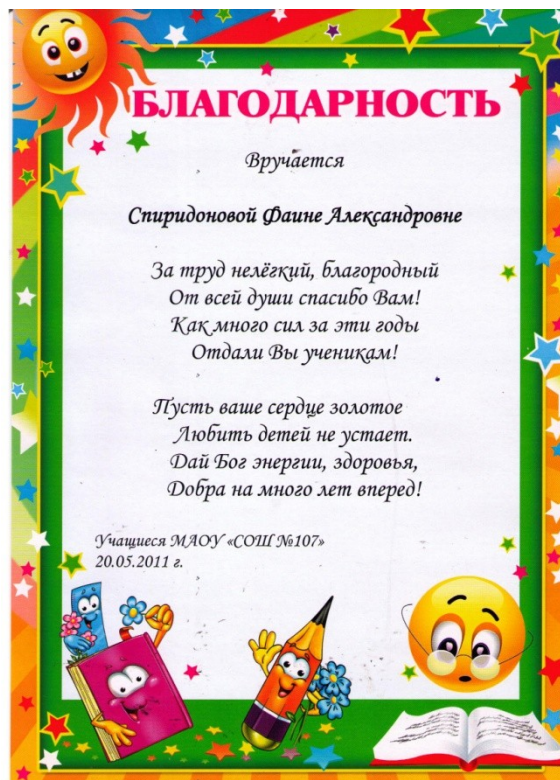 БЛАГОДАРНОСТЬ
Вручается
Спиридоновой Фаине Александровне
За труд нелёгкий, благородный
От всей души спасибо Вам!
Как много сил за эти годы
Отдали Вы ученикам!
Пусть ваше сердце золотое
Любить детей не устает.
Дай Бог энергии, здоровья,
Добра на много лет вперед!
Учащиеся МАОУ «СОШ №107»
20.05.2011 г.